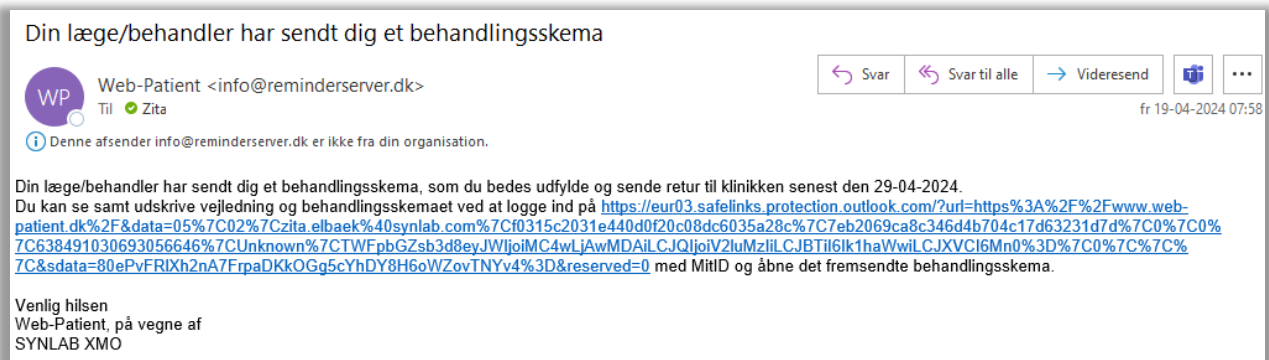 Din læge/behandler har sendt dig et behandlingsskema
WP
Web-Patient <info@reminderserver.dk>
Til Zita
Svar
Svar til alle
Videresend
fr 19-04-2024 07:58
Denne afsender info@reminderserver.dk er ikke fra din organisation.
Din læge/behandler har sendt dig et behandlingsskema, som du bedes udfylde og sende retur til klinikken senest den 29-04-2024.
Du kan se samt udskrive vejledning og behandlingsskemaet ved at logge ind på https://eur03.safelinks.protection.outlook.com/?url=https%3A%2F%2Fwww.web-
patient.dk%2F&data=05%7C02%7Czita.elbaek%40synlab.com%7Cf0315c2031e440d0f20c08dc6035a28c%7C7eb2069ca8c346d4b704c17d63231d7d%7C0%7C0%
7C638491030693056646%7CUnknown%7CTWFpbGZsb3d8eyJWIjoiMC4wLjAwMDAiLCJQIjoiV2luMzIiLCJBTiI6Ik1haWwiLCJXVCI6Mn0%3D%7C0%7C%7C%
7C&sdata=80ePvFRIXh2nA7FrpaDKkOGg5cYhDY8H6oWZovTNYv4%3D&reserved=0 med MitID og åbne det fremsendte behandlingsskema.
Venlig hilsen
Web-Patient, på vegne af
SYNLAB XMO